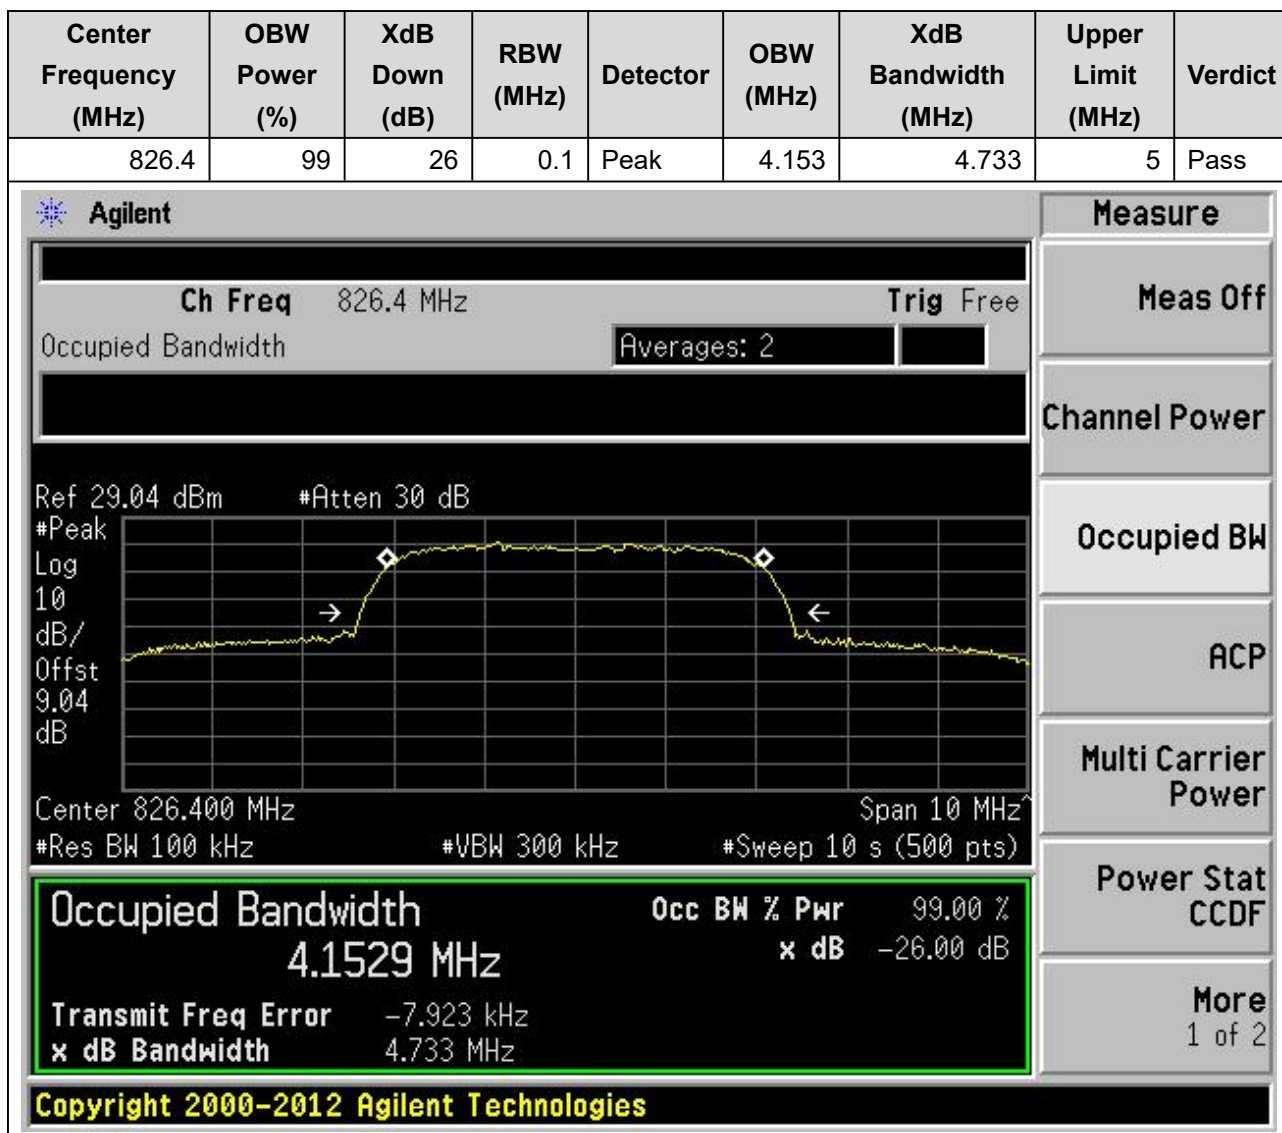 Center Frequency (MHz) OBW Power (%) XdB Down (dB) RBW (MHz) Detector OBW (MHz) XdB Bandwidth (MHz) Upper Limit (MHz) Verdict
826.4 99 26 0.1 Peak 4.153 4.733 5 Pass
Agilent
Ch Freq 826.4 MHz Trig Free
Occupied Bandwidth Averages: 2
Ref 29.04 dBm #Atten 30 dB
#Peak
Log
10
dB/
Offst
9.04
dB
Center 826.400 MHz Span 10 MHz^
#Res BW 100 kHz #VBW 300 kHz #Sweep 10 s (500 pts)
Occupied Bandwidth Occ BW % Pwr 99.00 %
4.1529 MHz x dB -26.00 dB
Transmit Freq Error -7.923 kHz
x dB Bandwidth 4.733 MHz
Copyright 2000-2012 Agilent Technologies
Measure
Meas Off
Channel Power
Occupied BW
ACP
Multi Carrier
Power
Power Stat
CCDF
More
1 of 2